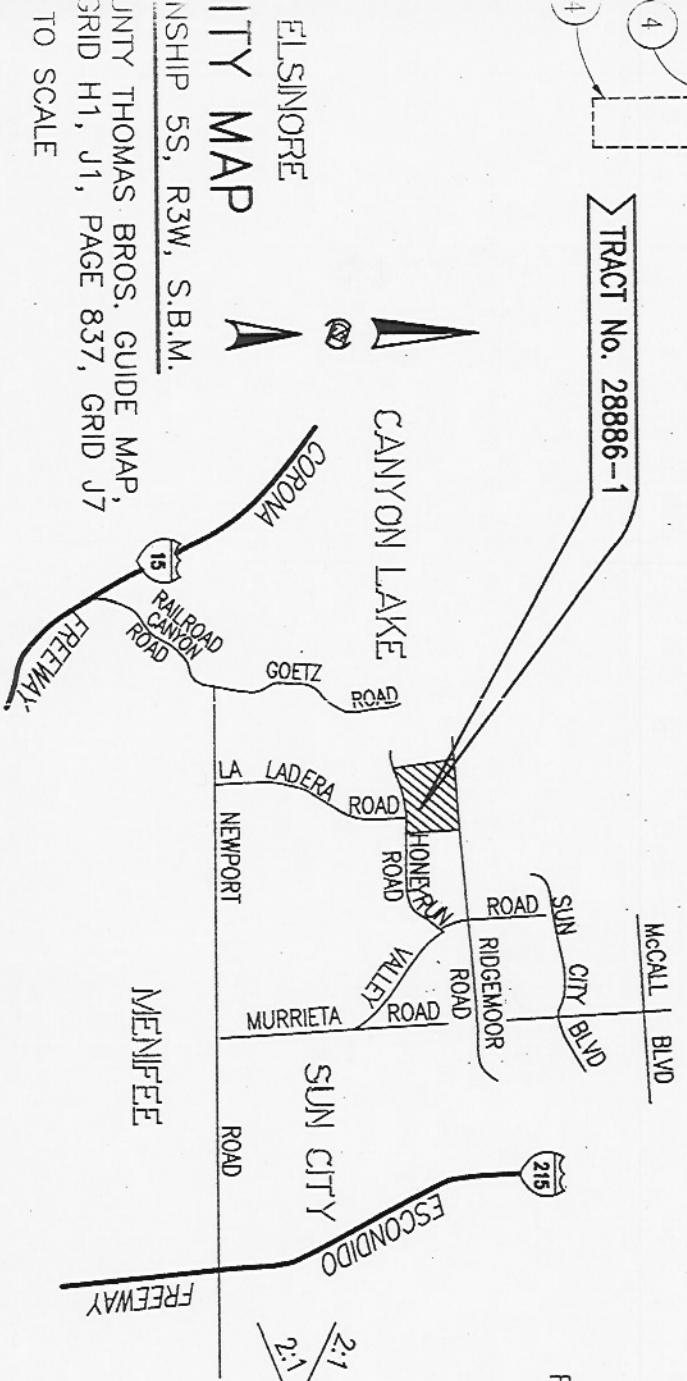 4
4
TRACT No. 28886-1
ELSINORE
ITY MAP
NSHIP 5S, R3W, S.B.M.
UNTY THOMAS BROS. GUIDE MAP,
GRID H1, J1, PAGE 837, GRID J7
TO SCALE
CANYON LAKE
CORONA
15
FREEWAY
RAILROAD
CANYON
ROAD
GOETZ
ROAD
LA LADERA
ROAD
HONEYRUN
ROAD
NEWPORT
ROAD
McCALL
BLVD
SUN CITY
BLVD
ROAD
RIDGEMOOR
ROAD
VALLEY
MURRIETA
ROAD
SUN CITY
MENIFEE
215
ESCONDIDO
FREEWAY
2:1
2:1